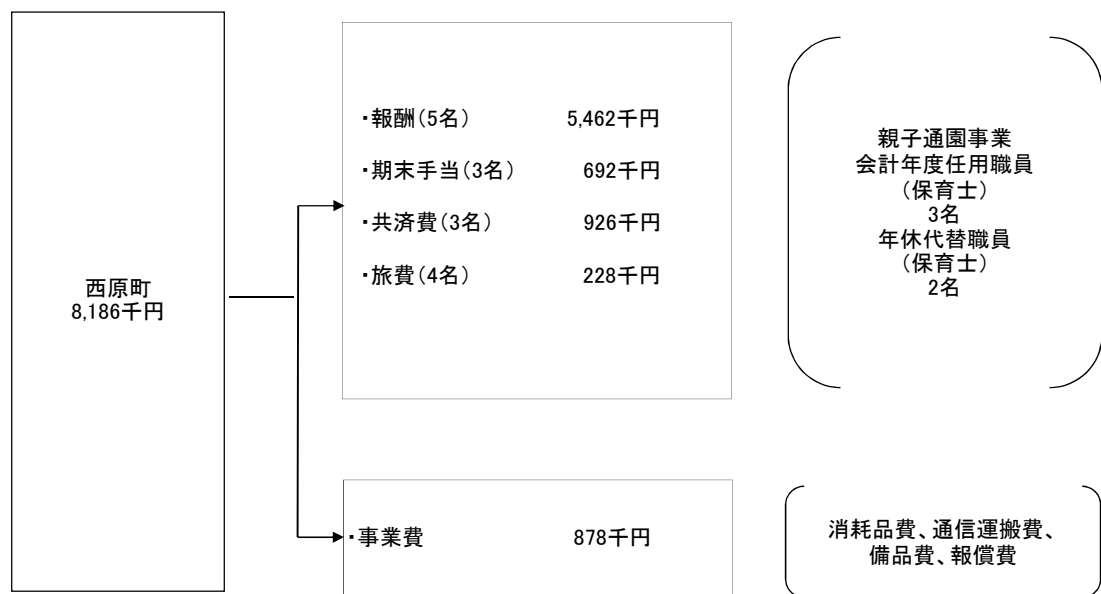 西原町
8,186千円
・報酬(5名) 5,462千円
・期末手当(3名) 692千円
・共済費(3名) 926千円
・旅費(4名) 228千円
親子通園事業
会計年度任用職員
(保育士)
3名
年休代替職員
(保育士)
2名
・事業費 878千円
消耗品費、通信運搬費、
備品費、報償費